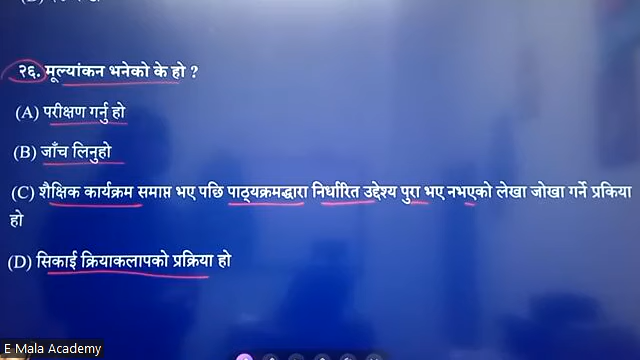 २६. मूल्यांकन भनेको के हो ?
(A) परीक्षण गर्नु हो
(B) जाँच लिनुहो
(C) शैक्षिक कार्यक्रम समाप्त भए पछि पाठ्यक्रमद्धारा निर्धारित उद्देश्य पुरा भए नभएको लेखा जोखा गर्ने प्रकिया
हो
(D) सिकाई क्रियाकलापको प्रक्रिया हो
E Mala Academy